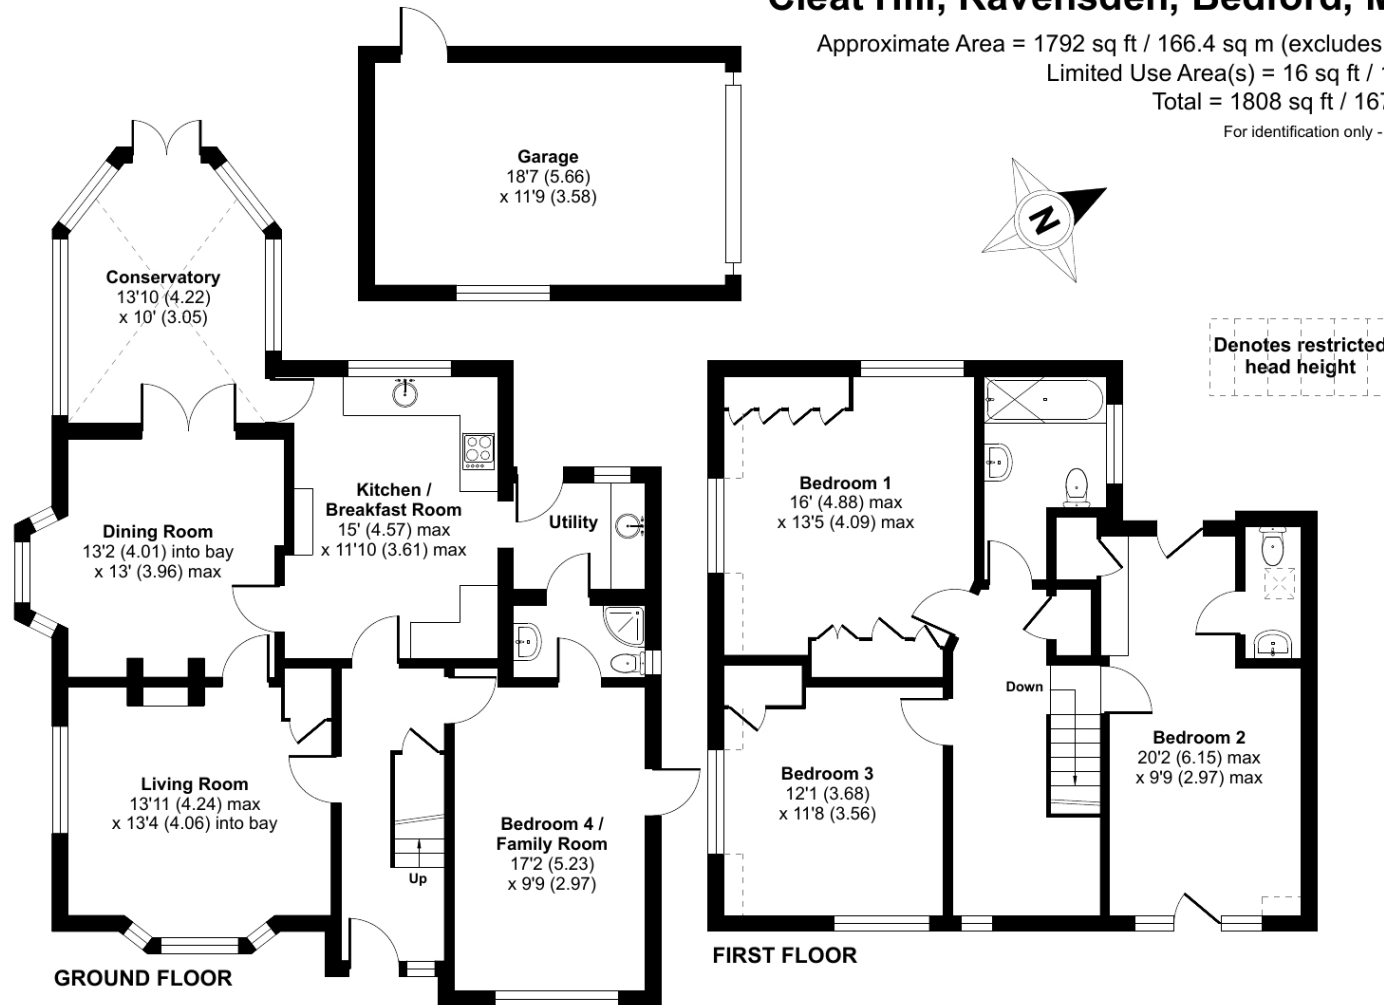 Cleat Hill, Ravensden, Bedford, M
Approximate Area = 1792 sq ft / 166.4 sq m (excludes
Limited Use Area(s) = 16 sq ft / 1
Total = 1808 sq ft / 167
For identification only -
Garage
18'7 (5.66)
x 11'9 (3.58)
N
Conservatory
13'10 (4.22)
x 10' (3.05)
Denotes restricted
head height
Kitchen /
Breakfast Room
15' (4.57) max
x 11'10 (3.61) max
Utility
Dining Room
13'2 (4.01) into bay
x 13' (3.96) max
Bedroom 1
16' (4.88) max
x 13'5 (4.09) max
Living Room
13'11 (4.24) max
x 13'4 (4.06) into bay
Bedroom 4 /
Family Room
17'2 (5.23)
x 9'9 (2.97)
Up
Down
Bedroom 2
20'2 (6.15) max
x 9'9 (2.97) max
Bedroom 3
12'1 (3.68)
x 11'8 (3.56)
GROUND FLOOR
FIRST FLOOR